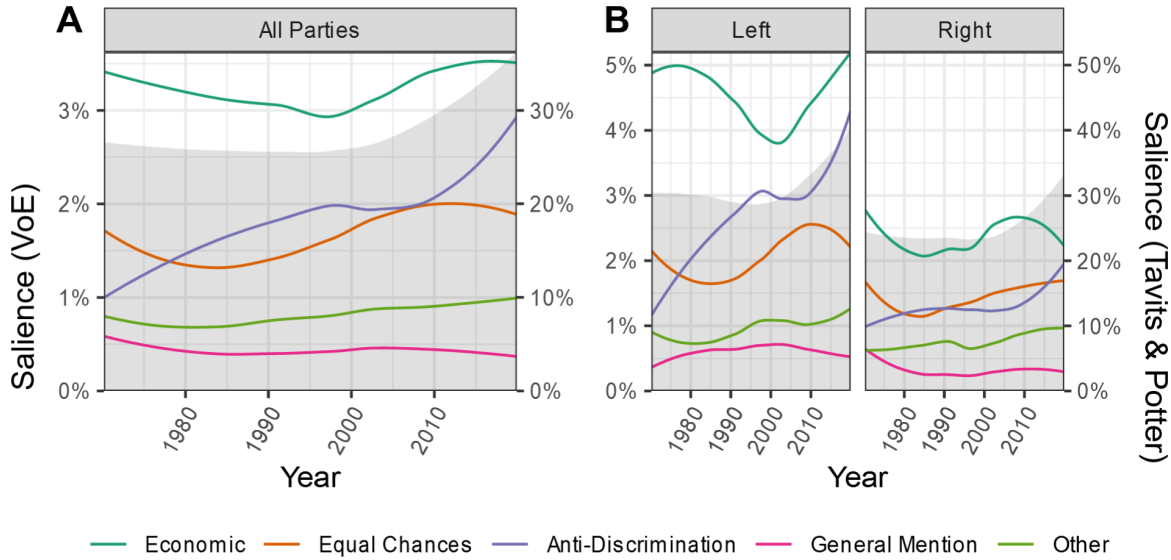 A
All Parties
B
Left
Right
Salience (VoE)
3%
2%
1%
0%
30%
20%
10%
0%
5%
4%
3%
2%
1%
0%
50%
40%
30%
20%
10%
0%
Salience (Tavits & Potter)
1980
1990
2000
2010
1980
1990
2000
2010
1980
1990
2000
2010
Year
Year
Economic
Equal Chances
Anti-Discrimination
General Mention
Other